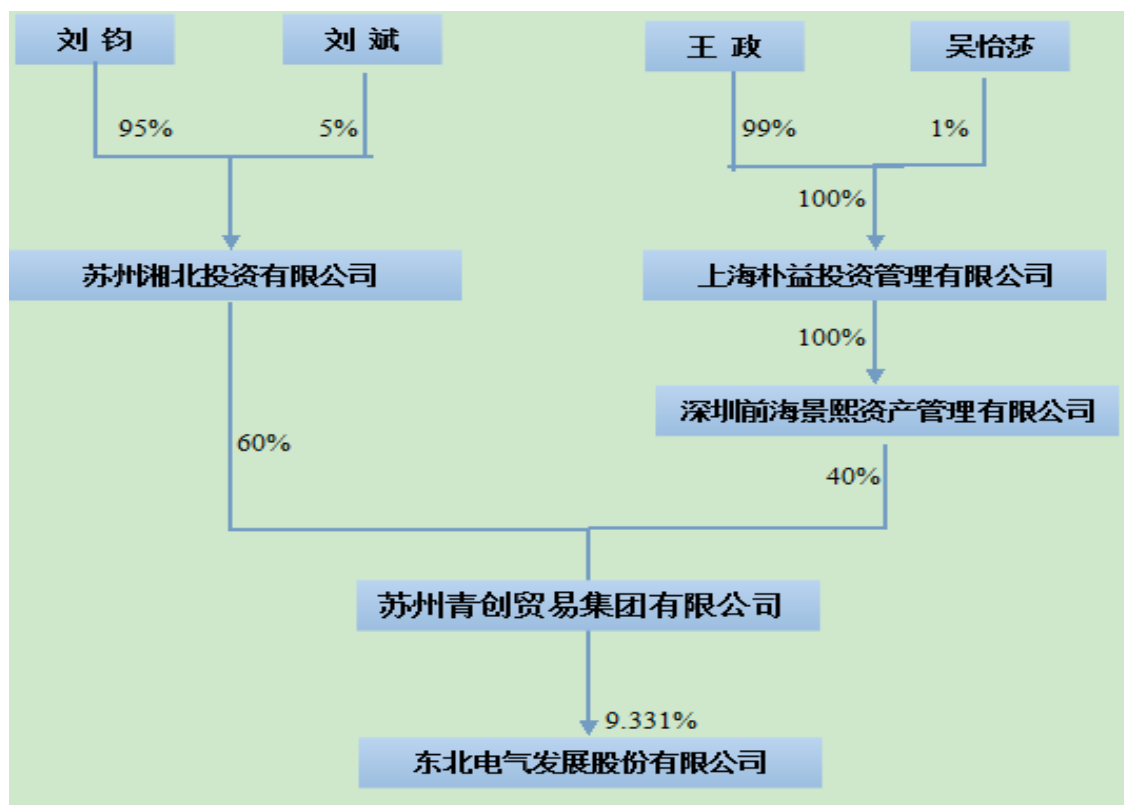 刘 钧
刘 斌
王 政
吴怡莎
95%
5%
99%
1%
100%
苏州湘北投资有限公司
上海朴益投资管理有限公司
100%
深圳前海景熙资产管理有限公司
60%
40%
苏州青创贸易集团有限公司
9.331%
东北电气发展股份有限公司